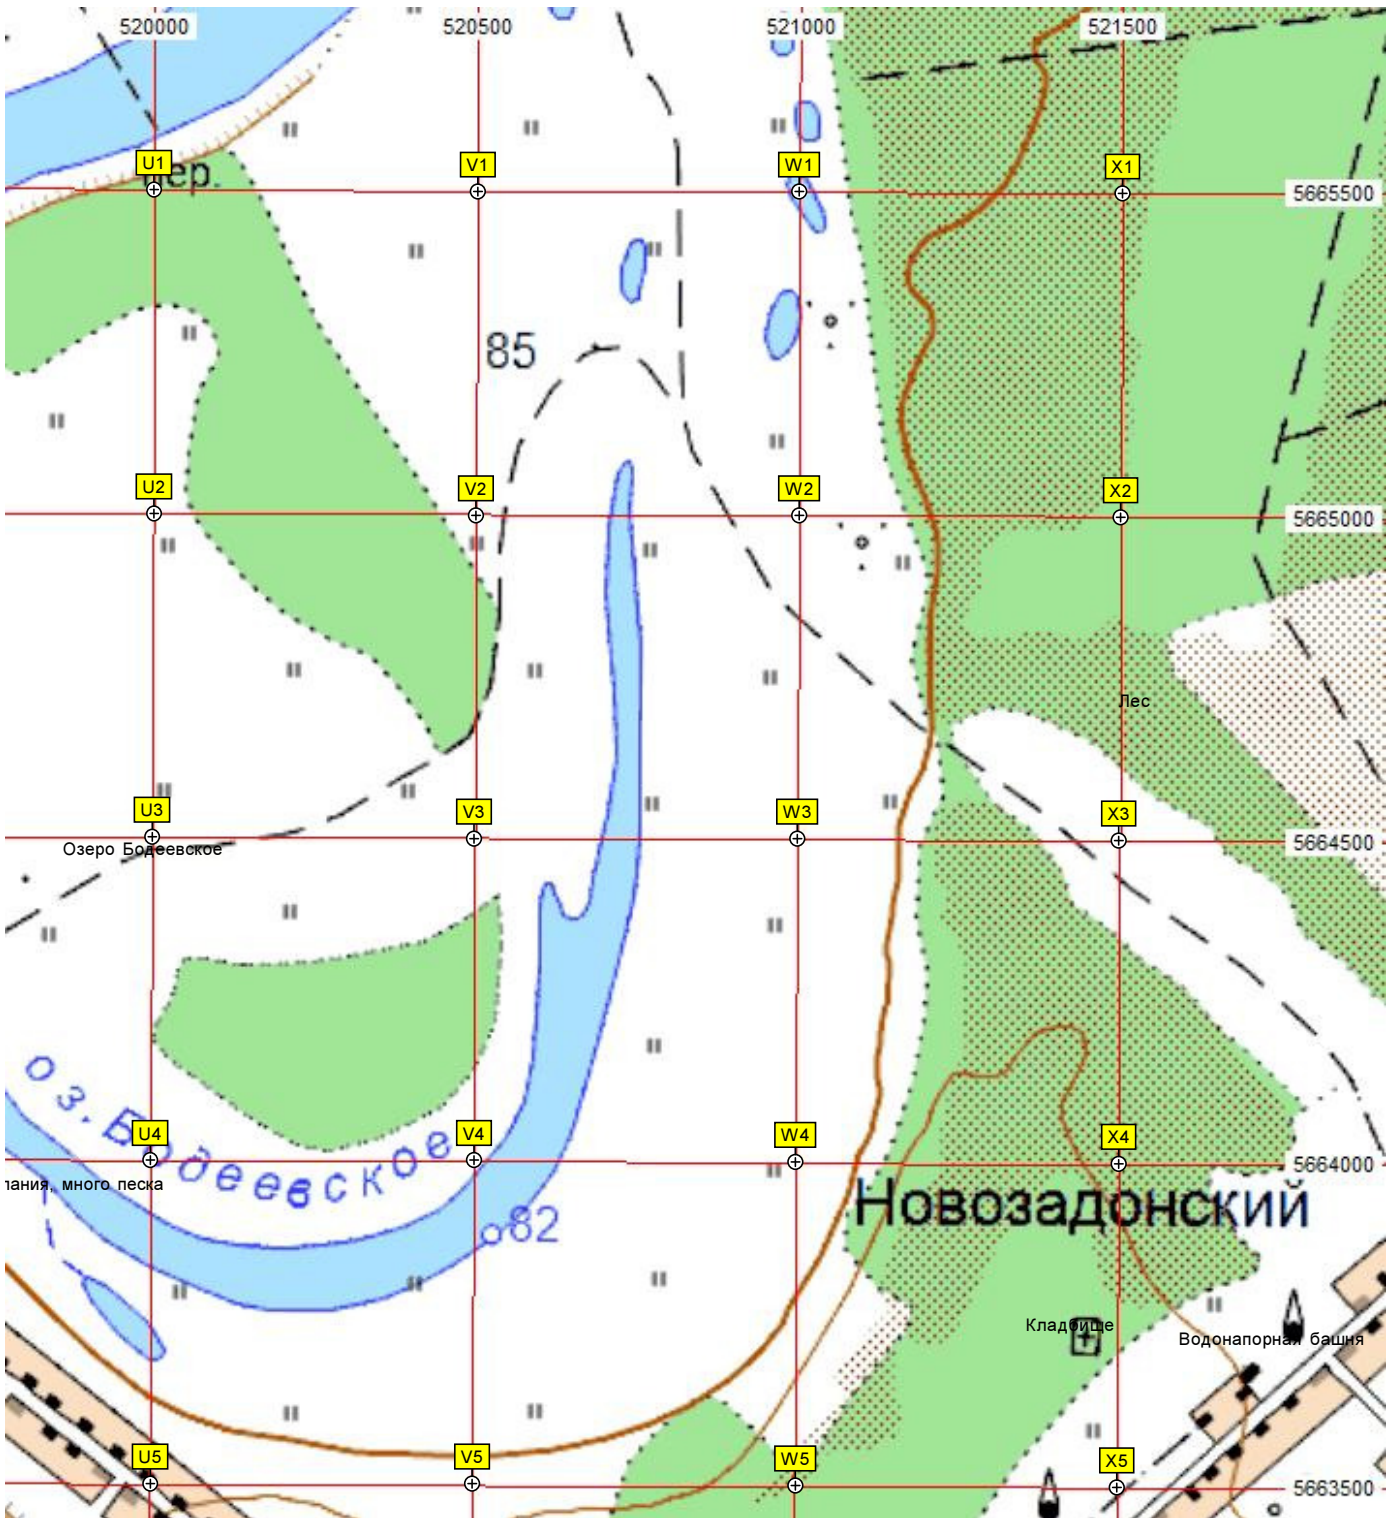 520000 520500 521000 521500
U1 V1 W1 X1
пер.
5665500
85
U2 V2 W2 X2
5665000
Лес
U3 V3 W3 X3
5664500
Озеро Бодеевское
оз. Бодеевское
U4 V4 W4 X4
5664000
много песка
Новозадонский
82
Кладбище
Водонапорная башня
U5 V5 W5 X5
5663500